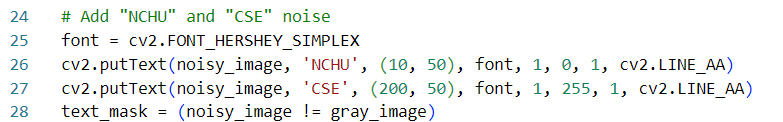 24 # Add "NCHU" and "CSE" noise
25 font = cv2.FONT_HERSHEY_SIMPLEX
26 cv2.putText(noisy_image, 'NCHU', (10, 50), font, 1, 0, 1, cv2.LINE_AA)
27 cv2.putText(noisy_image, 'CSE', (200, 50), font, 1, 255, 1, cv2.LINE_AA)
28 text_mask = (noisy_image != gray_image)